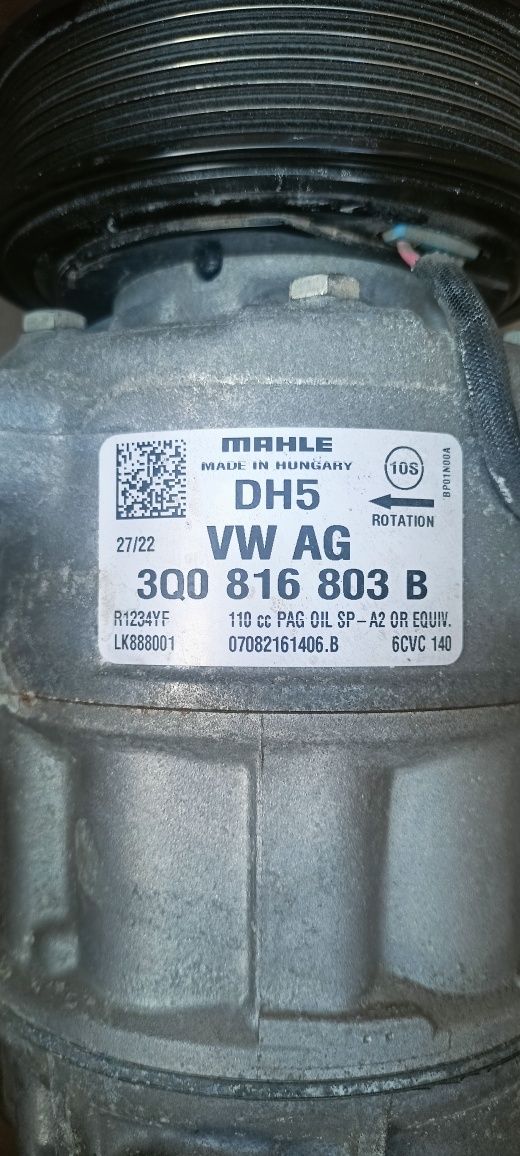 MAHLE
MADE IN HUNGARY
10S
BP01N00A
DH5
ROTATION
27/22
VW AG
3Q0 816 803 B
R1234YF 110 cc PAG OIL SP-A2 OR EQUIV.
LK888001 07082161406.B 6CVC 140